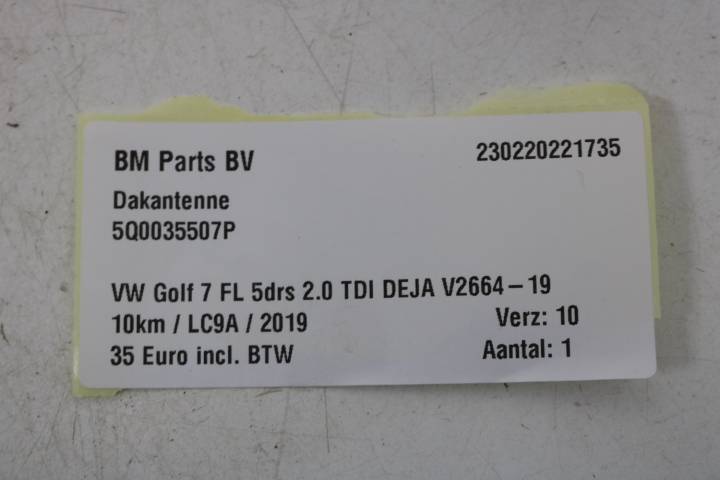 BM Parts BV 230220221735
Dakantenne
5Q0035507P
VW Golf 7 FL 5drs 2.0 TDI DEJA V2664-19
10km / LC9A / 2019 Verz: 10
35 Euro incl. BTW Aantal: 1